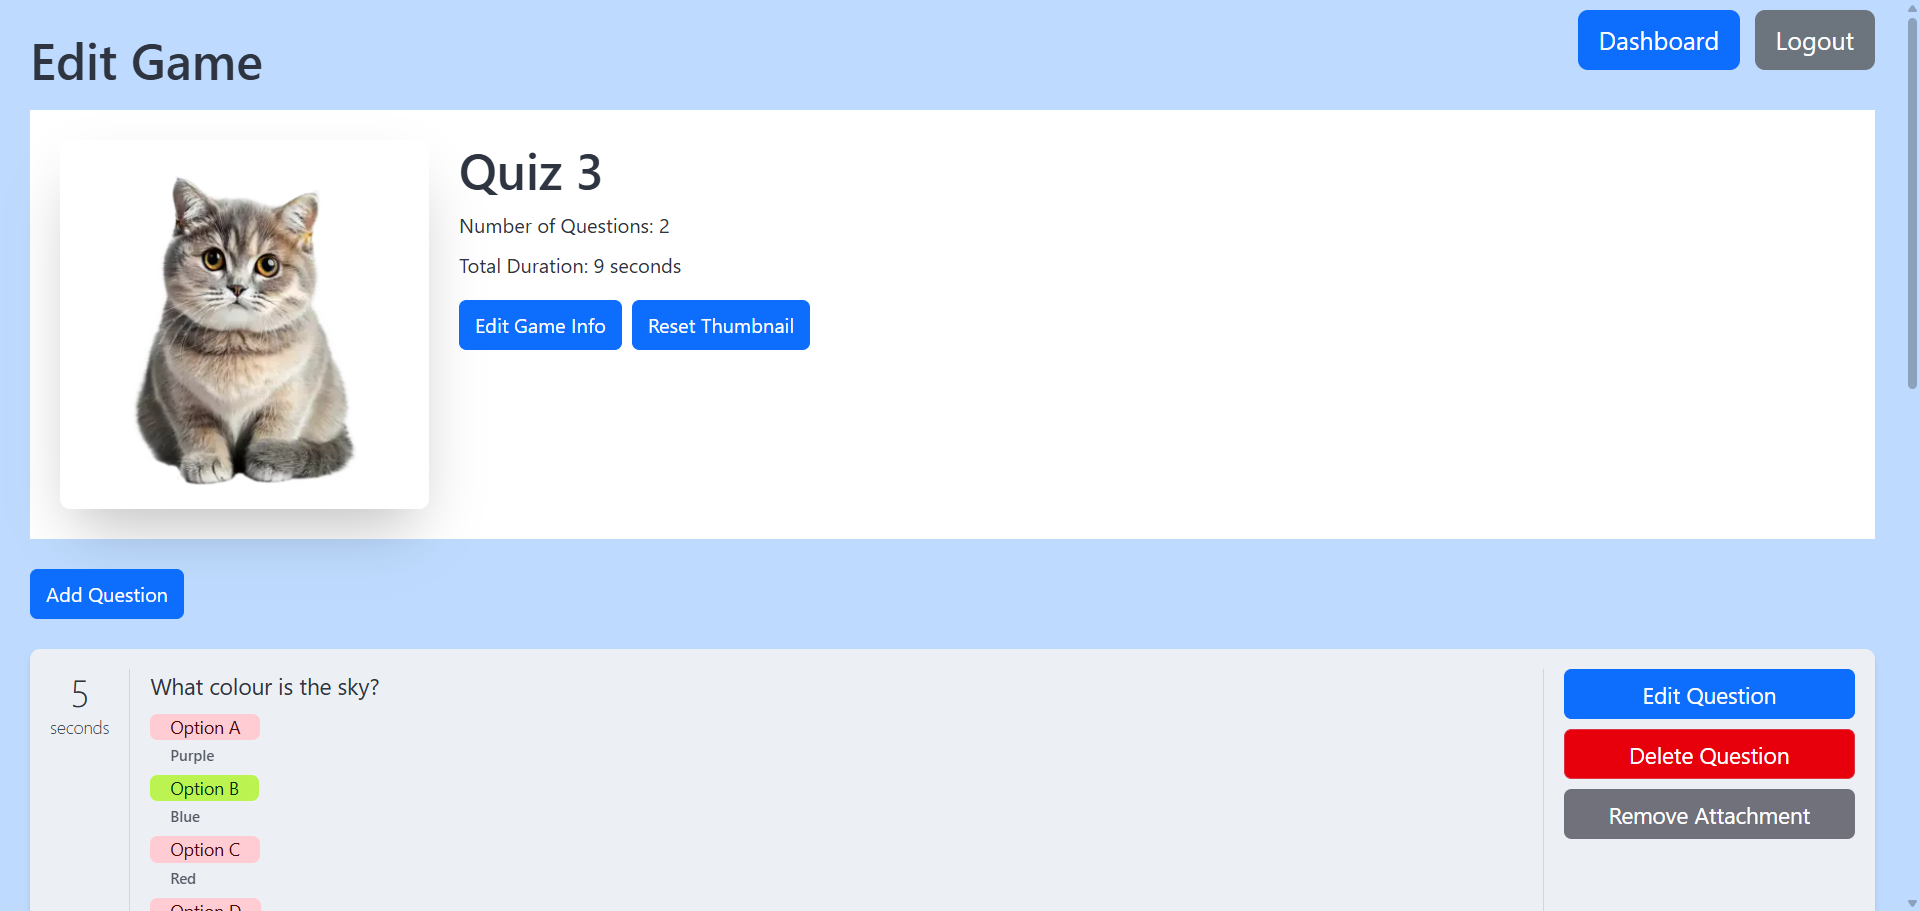 Edit Game
Dashboard
Logout
Quiz 3
Number of Questions: 2
Total Duration: 9 seconds
Edit Game Info
Reset Thumbnail
Add Question
5
seconds
What colour is the sky?
Option A
Purple
Option B
Blue
Option C
Red
Option D
Edit Question
Delete Question
Remove Attachment